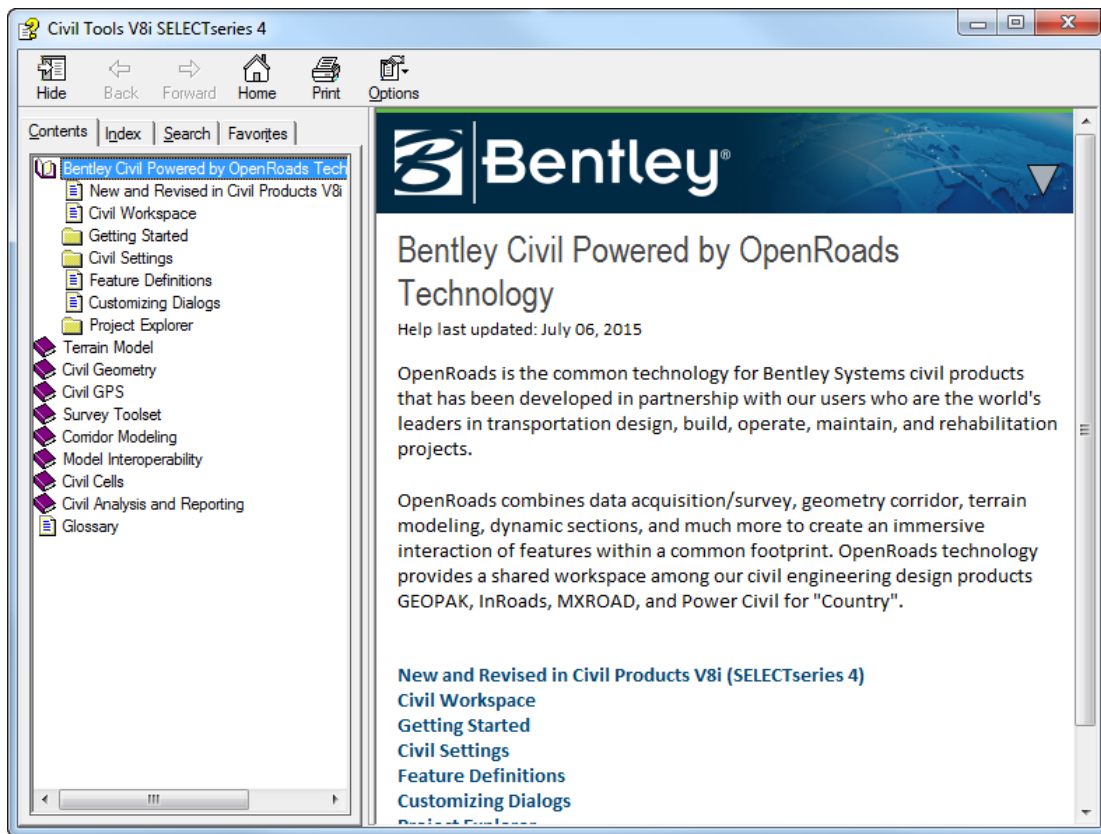 Civil Tools V8i SELECTseries 4
Hide Back Forward Home Print Options
Contents Index Search Favorites
Bentley Civil Powered by OpenRoads Tech
New and Revised in Civil Products V8i
Civil Workspace
Getting Started
Civil Settings
Feature Definitions
Customizing Dialogs
Project Explorer
Terrain Model
Civil Geometry
Civil GPS
Survey Toolset
Corridor Modeling
Model Interoperability
Civil Cells
Civil Analysis and Reporting
Glossary
Bentley®
Bentley Civil Powered by OpenRoads
Technology
Help last updated: July 06, 2015
OpenRoads is the common technology for Bentley Systems civil products
that has been developed in partnership with our users who are the world's
leaders in transportation design, build, operate, maintain, and rehabilitation
projects.
OpenRoads combines data acquisition/survey, geometry corridor, terrain
modeling, dynamic sections, and much more to create an immersive
interaction of features within a common footprint. OpenRoads technology
provides a shared workspace among our civil engineering design products
GEOPAK, InRoads, MXROAD, and Power Civil for "Country".
New and Revised in Civil Products V8i (SELECTseries 4)
Civil Workspace
Getting Started
Civil Settings
Feature Definitions
Customizing Dialogs
Project Explorer